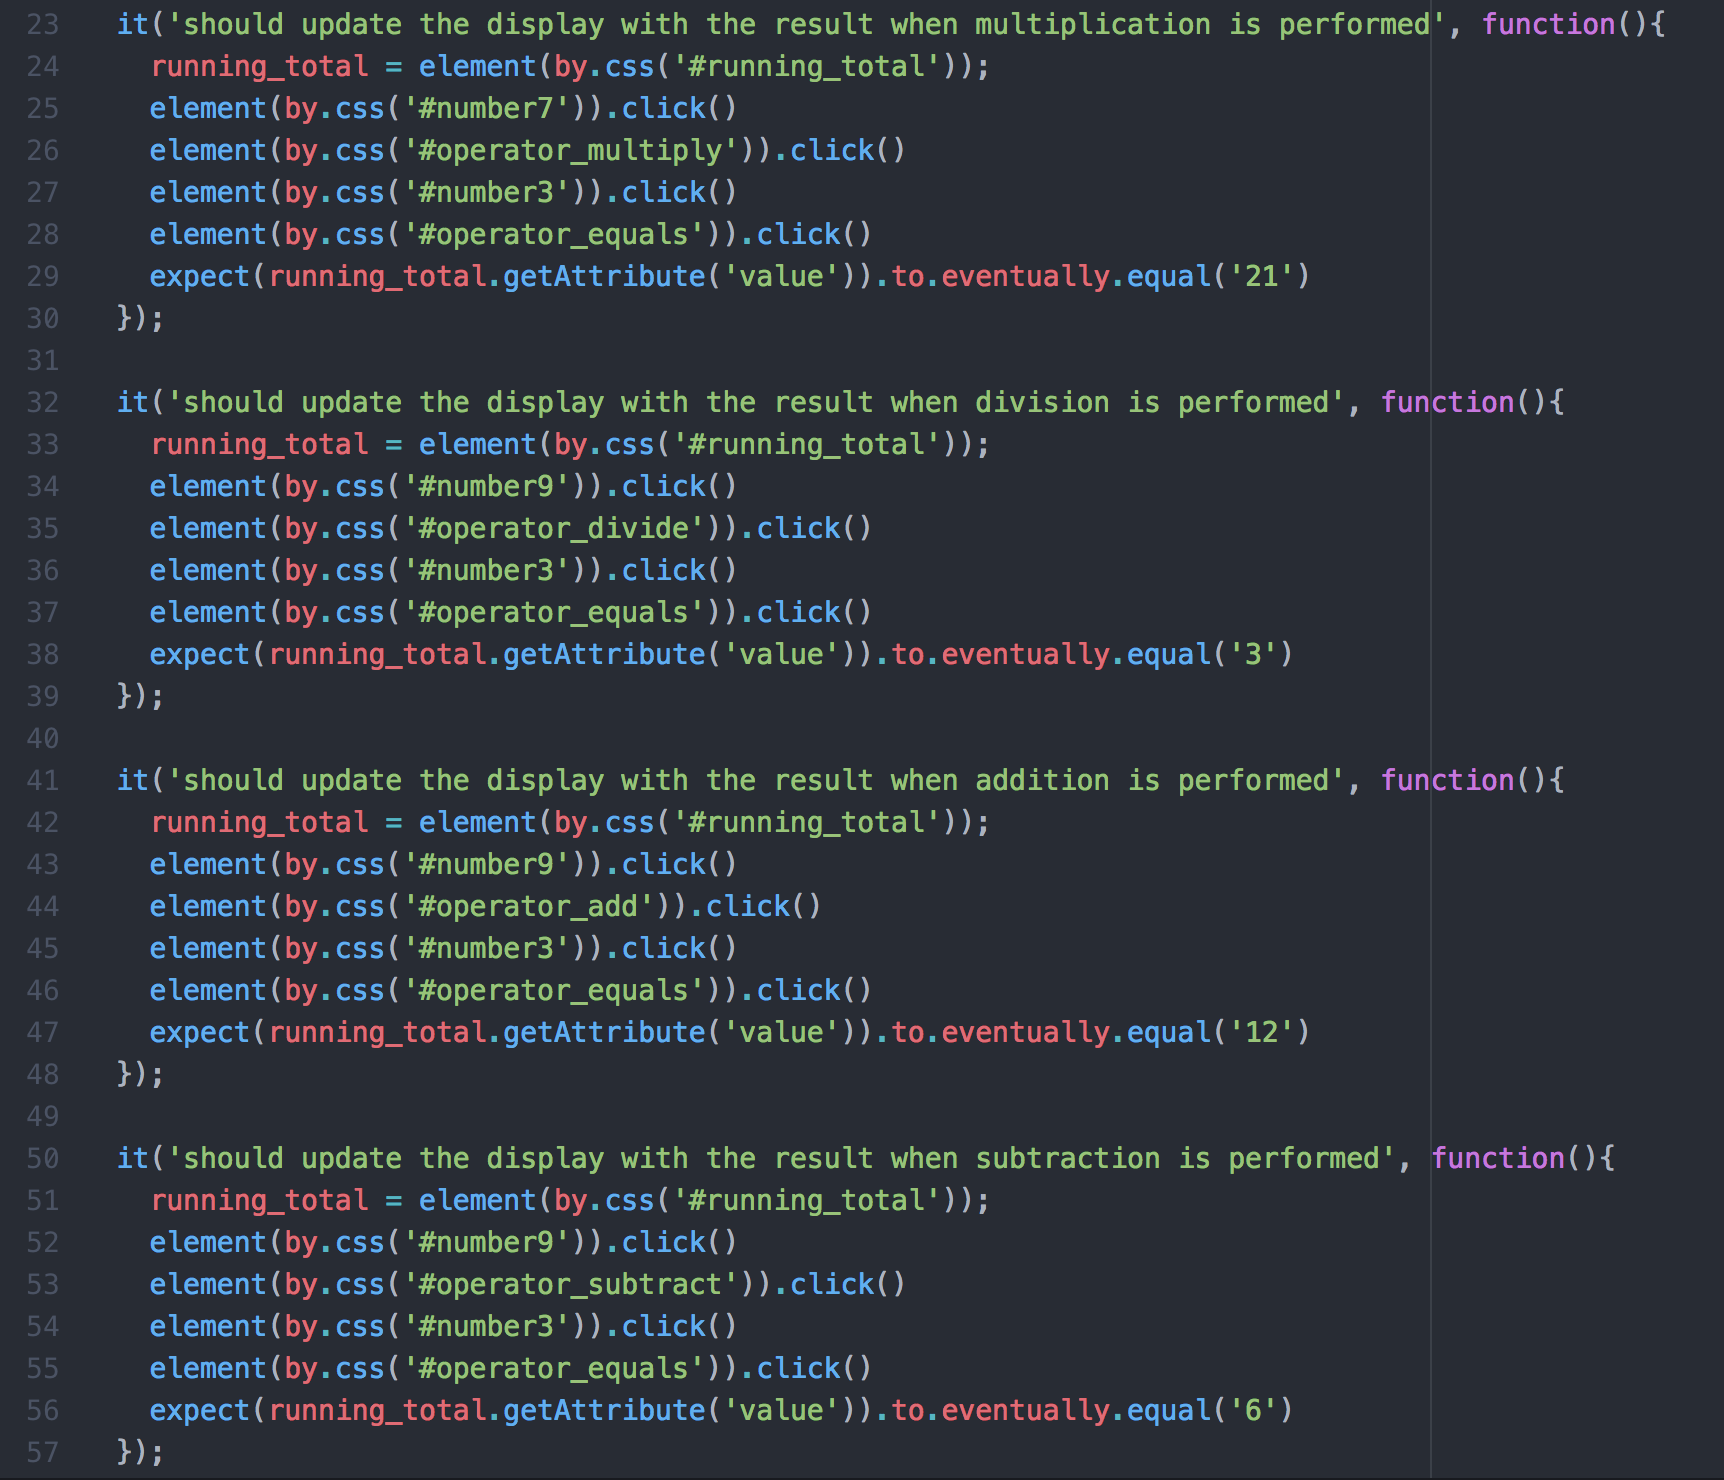 23 it('should update the display with the result when multiplication is performed', function(){
24 running_total = element(by.css('#running_total'));
25 element(by.css('#number7')).click()
26 element(by.css('#operator_multiply')).click()
27 element(by.css('#number3')).click()
28 element(by.css('#operator_equals')).click()
29 expect(running_total.getAttribute('value')).to.eventually.equal('21')
30 });
31
32 it('should update the display with the result when division is performed', function(){
33 running_total = element(by.css('#running_total'));
34 element(by.css('#number9')).click()
35 element(by.css('#operator_divide')).click()
36 element(by.css('#number3')).click()
37 element(by.css('#operator_equals')).click()
38 expect(running_total.getAttribute('value')).to.eventually.equal('3')
39 });
40
41 it('should update the display with the result when addition is performed', function(){
42 running_total = element(by.css('#running_total'));
43 element(by.css('#number9')).click()
44 element(by.css('#operator_add')).click()
45 element(by.css('#number3')).click()
46 element(by.css('#operator_equals')).click()
47 expect(running_total.getAttribute('value')).to.eventually.equal('12')
48 });
49
50 it('should update the display with the result when subtraction is performed', function(){
51 running_total = element(by.css('#running_total'));
52 element(by.css('#number9')).click()
53 element(by.css('#operator_subtract')).click()
54 element(by.css('#number3')).click()
55 element(by.css('#operator_equals')).click()
56 expect(running_total.getAttribute('value')).to.eventually.equal('6')
57 });